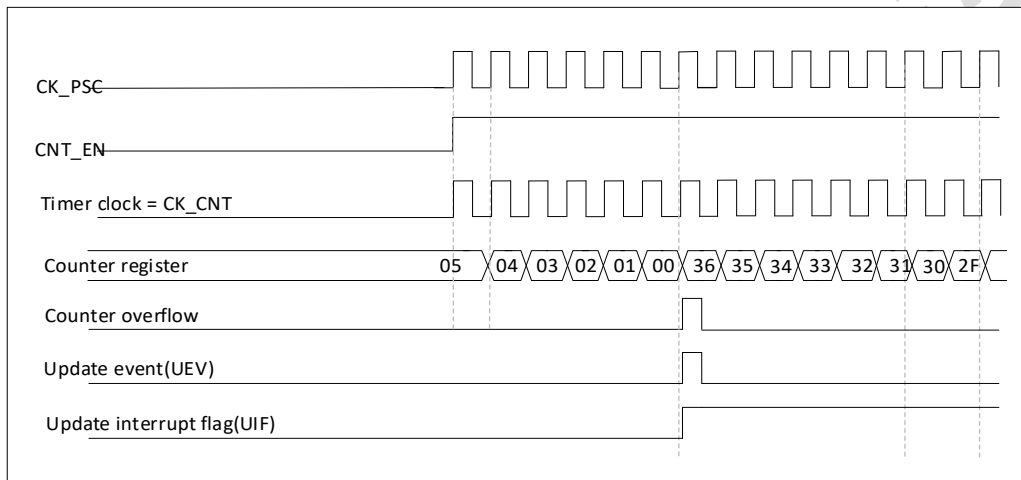 CK_PSC
CNT_EN
Timer clock = CK_CNT
Counter register 05 04 03 02 01 00 36 35 34 33 32 31 30 2F
Counter overflow
Update event(UEV)
Update interrupt flag(UIF)